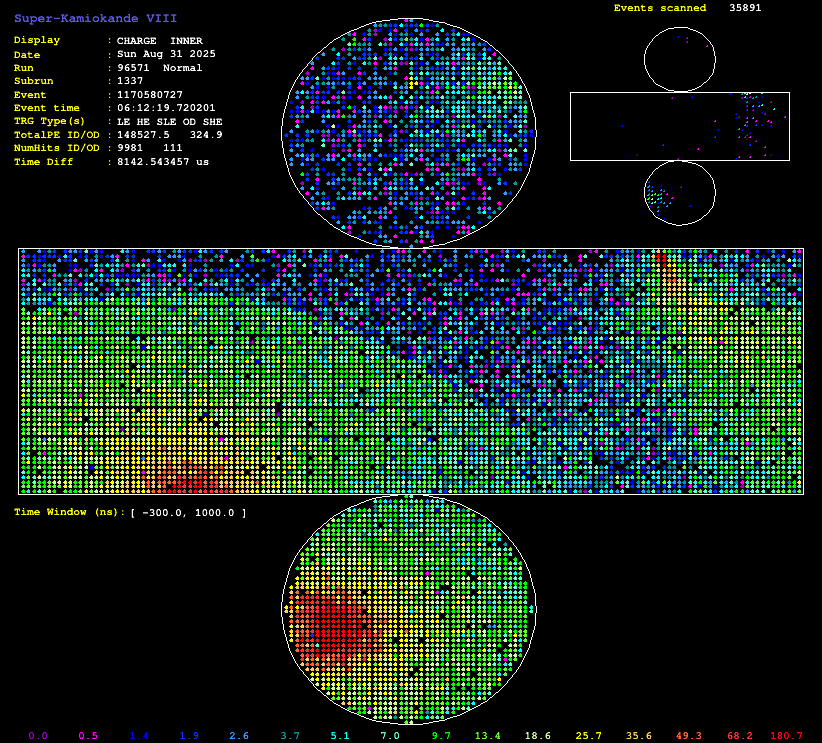 Super-Kamiokande VIII
Events scanned 35891
Display : CHARGE INNER
Date : Sun Aug 31 2025
Run : 96571 Normal
Subrun : 1337
Event : 1170580727
Event time : 06:12:19.720201
TRG Type(s) : LE HE SLE OD SHE
TotalPE ID/OD : 148527.5 324.9
NumHits ID/OD : 9981 111
Time Diff : 8142.543457 us
Time Window (ns): [ -300.0, 1000.0 ]
0.0 0.5 1.4 1.9 2.6 3.7 5.1 7.0 9.7 13.4 18.6 25.7 35.6 49.3 68.2 180.7